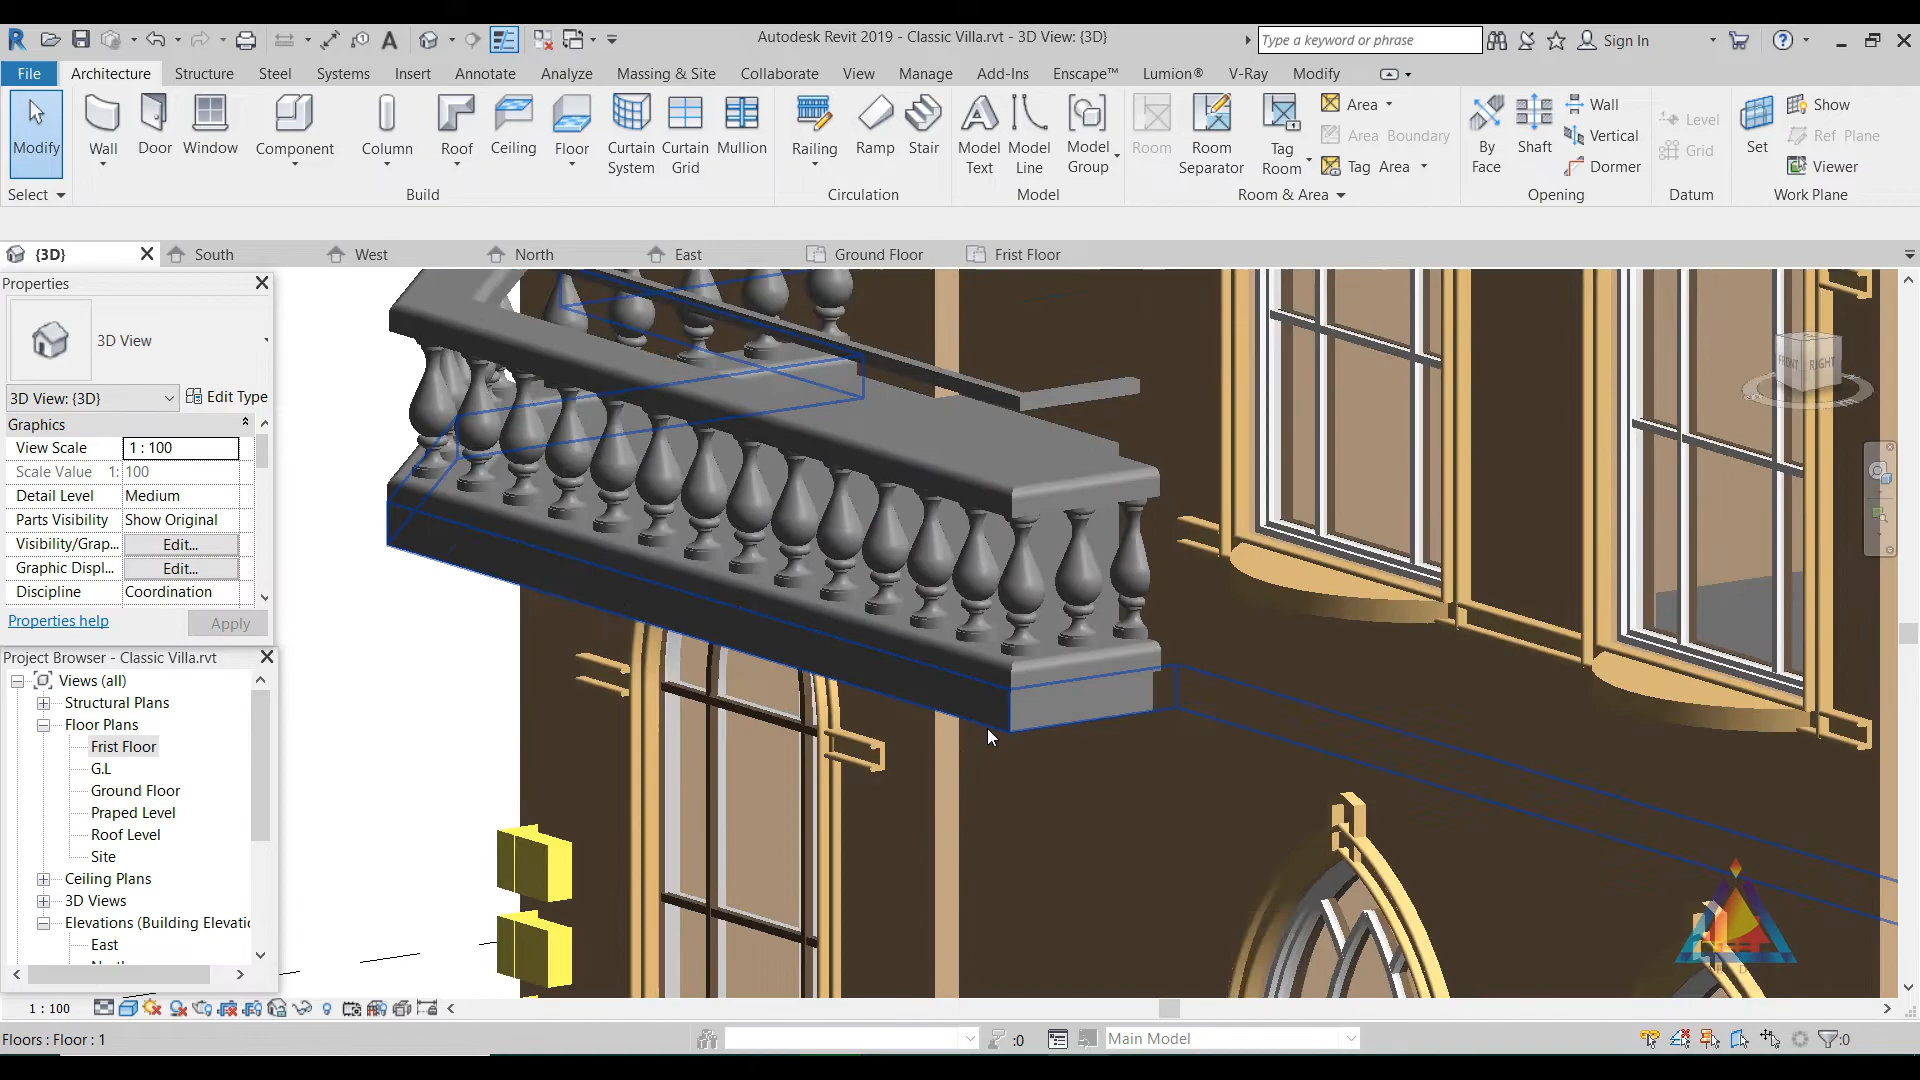 Autodesk Revit 2019 - Classic Villa.rvt - 3D View: {3D}
Type a keyword or phrase
Sign In
File Architecture Structure Steel Systems Insert Annotate Analyze Massing & Site Collaborate View Manage Add-Ins Enscape™ Lumion® V-Ray Modify
Modify
Wall
Door
Window
Component
Column
Roof
Ceiling
Floor
Curtain System
Curtain Grid
Mullion
Railing
Ramp
Stair
Model Text
Model Line
Model Group
Room
Room Separator
Tag Room
Area
Area Boundary
Tag Area
By Face
Shaft
Wall
Vertical
Dormer
Level
Grid
Set
Show
Ref Plane
Viewer
Select
Build
Circulation
Model
Room & Area
Opening
Datum
Work Plane
{3D}
South
West
North
East
Ground Floor
Frist Floor
Properties
3D View
3D View: {3D}
Edit Type
Graphics
View Scale 1 : 100
Scale Value 1: 100
Detail Level Medium
Parts Visibility Show Original
Visibility/Grap... Edit...
Graphic Displ... Edit...
Discipline Coordination
Properties help
Apply
Project Browser - Classic Villa.rvt
Views (all)
Structural Plans
Floor Plans
Frist Floor
G.L
Ground Floor
Praped Level
Roof Level
Site
Ceiling Plans
3D Views
Elevations (Building Elevatic
East
FRONT
RIGHT
1 : 100
Floors : Floor : 1
:0
Main Model
:0